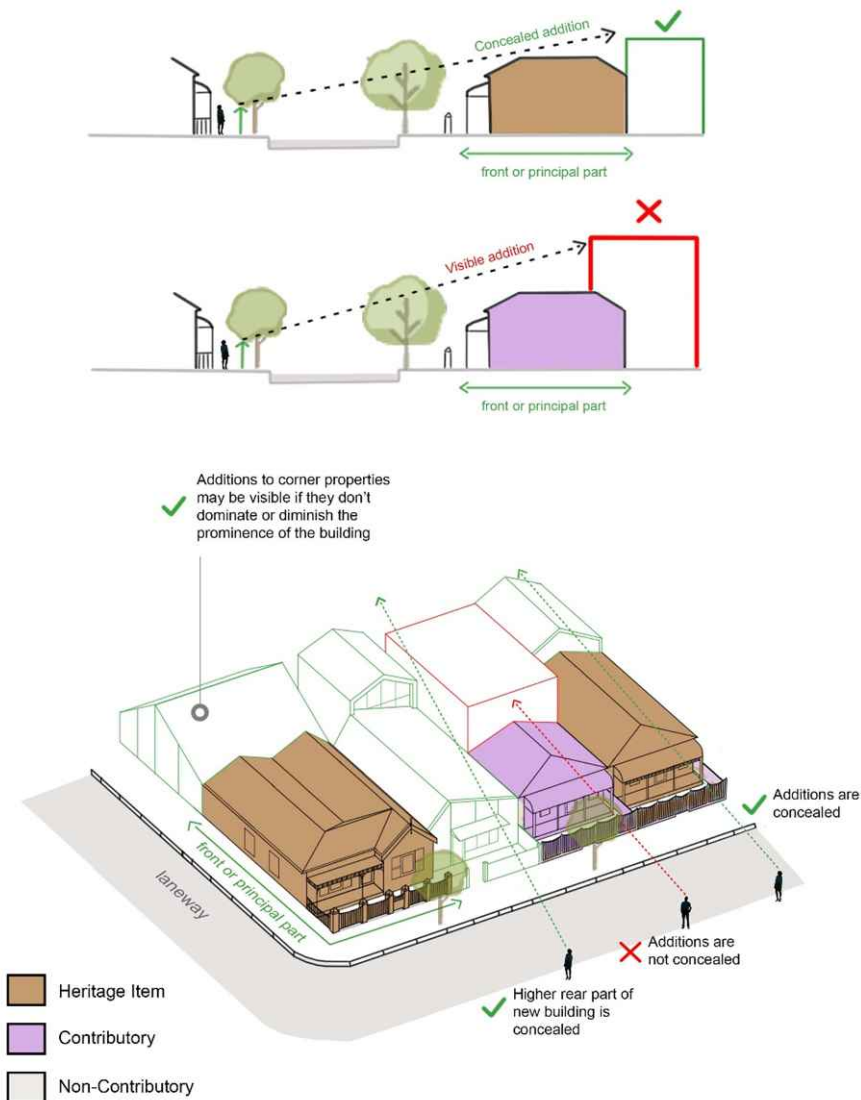 Concealed addition
front or principal part
Visible addition
front or principal part
Additions to corner properties
may be visible if they don't
dominate or diminish the
prominence of the building
Additions are
concealed
front or principal part
laneway
Additions are
not concealed
Higher rear part of
new building is
concealed
Heritage Item
Contributory
Non-Contributory